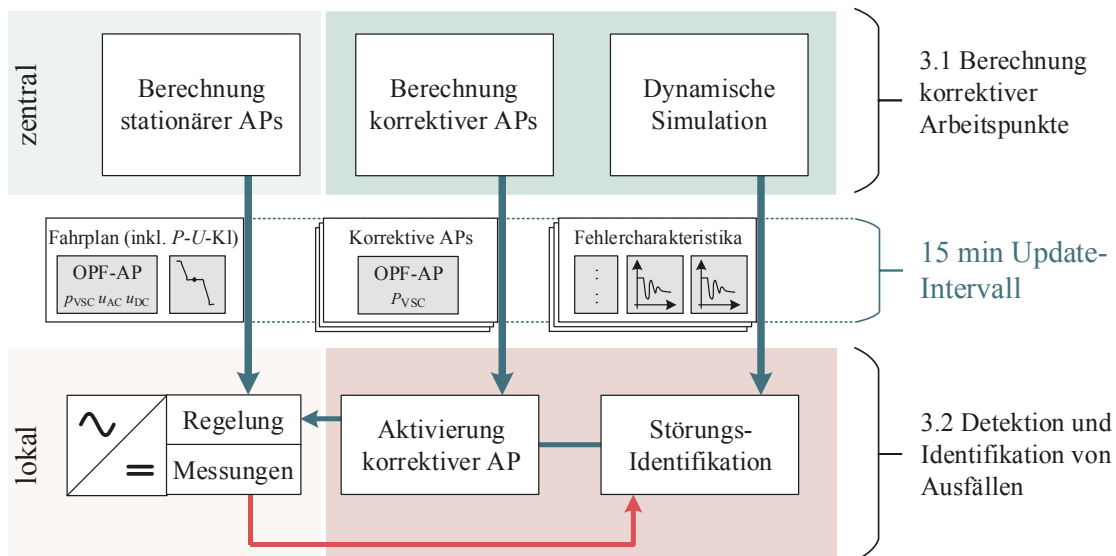 zentral
Berechnung
stationärer APs
Berechnung
korrektiver APs
Dynamische
Simulation
3.1 Berechnung
korrektiver
Arbeitspunkte
Fahrplan (inkl. P-U-Kl)
OPF-AP
pVSC uAC uDC
Korrektive APs
OPF-AP
PVSC
Fehlercharakteristika
15 min Update-
Intervall
lokal
Regelung
Messungen
Aktivierung
korrektiver AP
Störungs-
Identifikation
3.2 Detektion und
Identifikation von
Ausfällen